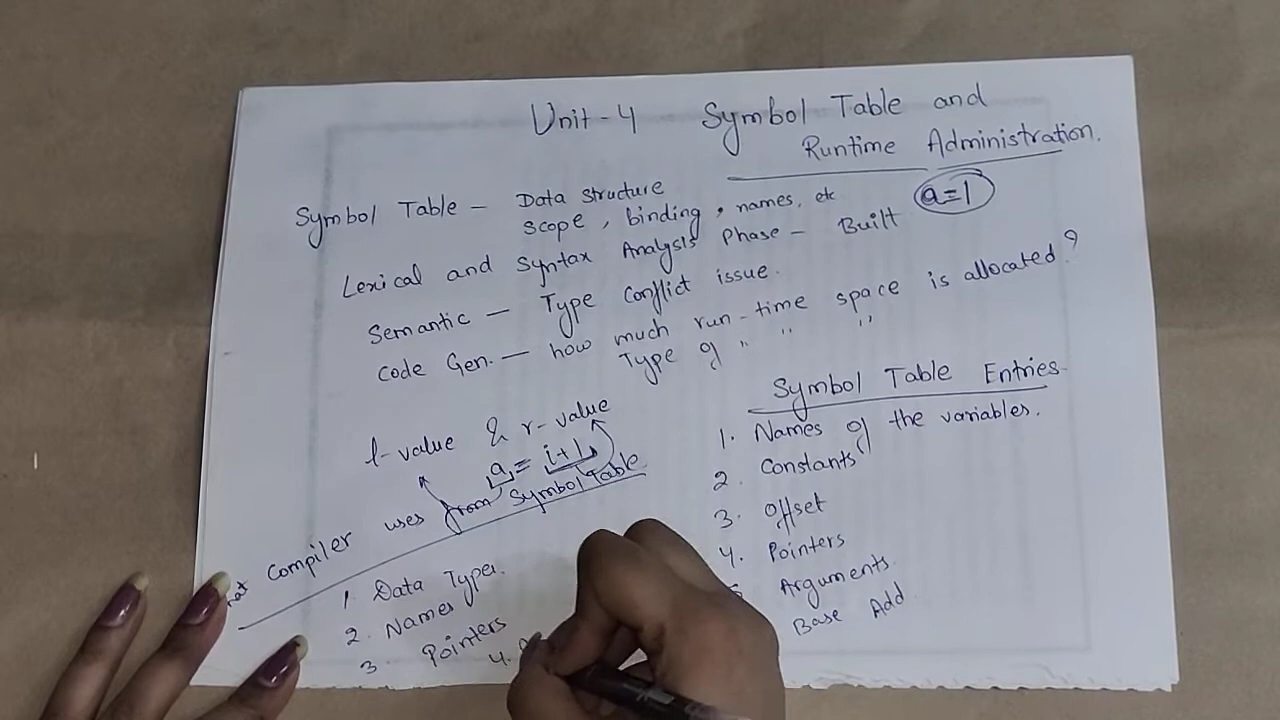 Unit-4 Symbol Table and
Runtime Administration.
Symbol Table - Data Structure
scope, binding, names, etc
a=1
Lexical and Syntax Analysis Phase - Built
Semantic - Type Conflict issue.
Code Gen. - how much run-time space is allocated?
Type of " " "
l-value & r-value
a = i+1
compiler uses from Symbol Table
1 Data Type.
2. Names
3 Pointers
4.
Symbol Table Entries
1. Names of the variables.
2. Constants
3. Offset
4. Pointers
Arguments.
Base Add